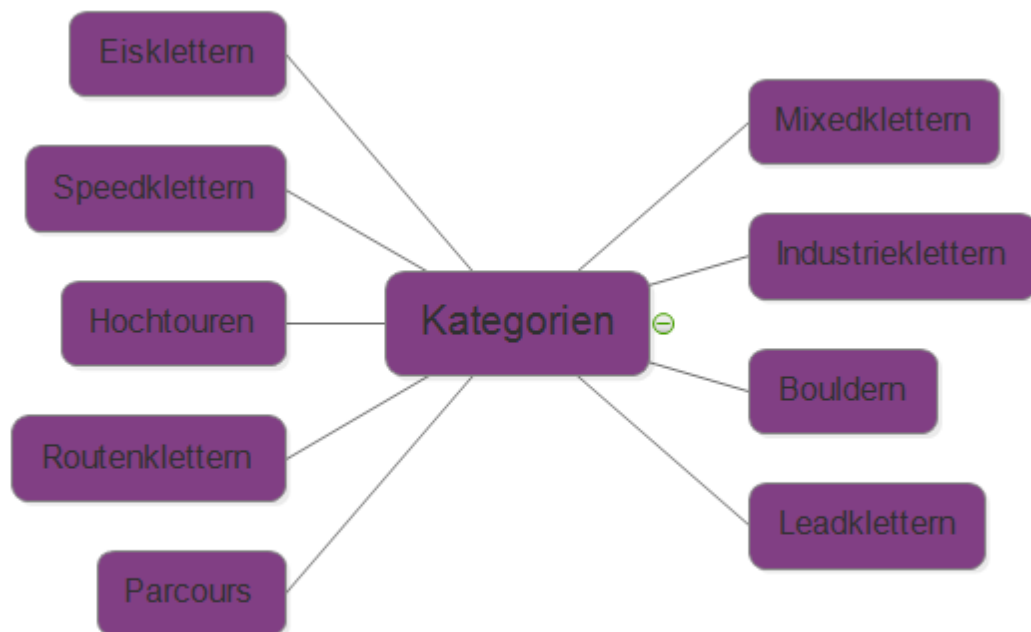 Eisklettern
Speedklettern
Hochtouren
Routenklettern
Parcours
Kategorien
Mixedklettern
Industrieklettern
Bouldern
Leadklettern